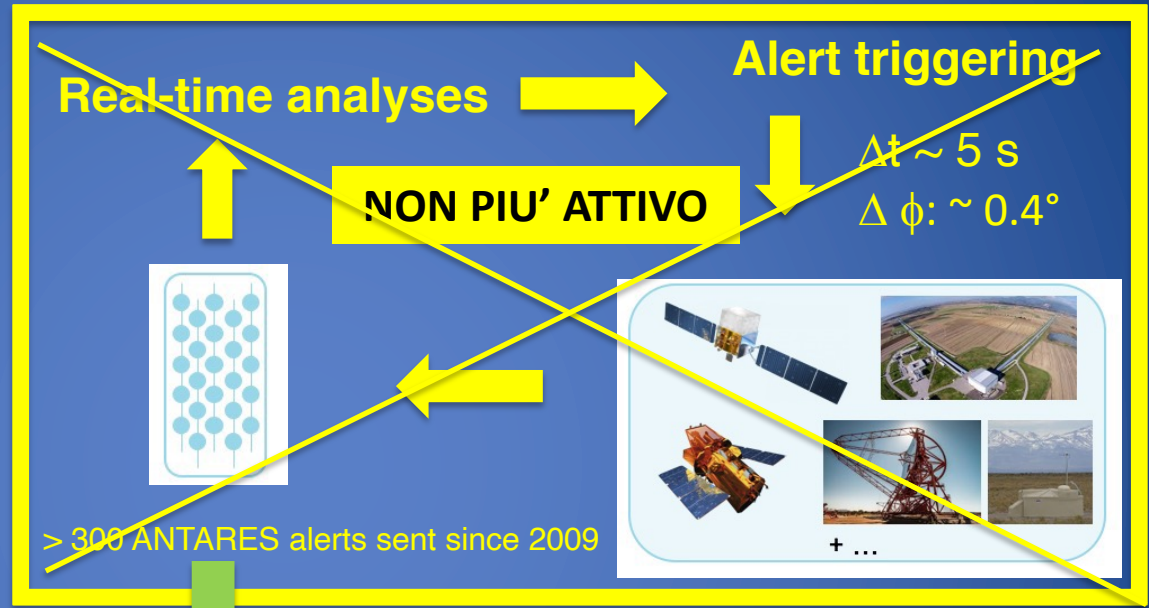 Real-time analyses
Alert triggering
Δt ~ 5 s
Δ ϕ: ~ 0.4°
NON PIU’ ATTIVO
> 300 ANTARES alerts sent since 2009
+ ...